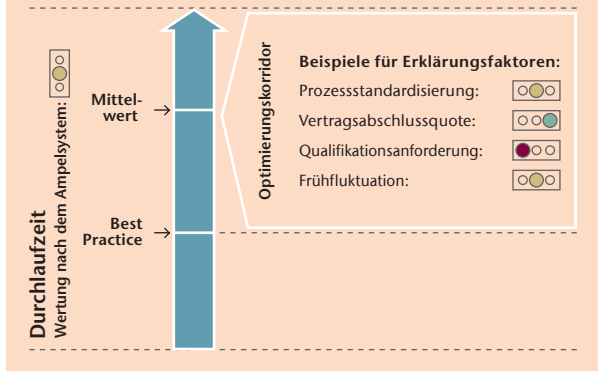 Durchlaufzeit
Wertung nach dem Ampelsystem:
Mittel-
wert
Best
Practice
Optimierungskorridor
Beispiele für Erklärungsfaktoren:
Prozessstandardisierung:
Vertragsabschlussquote:
Qualifikationsanforderung:
Frühfluktuation: